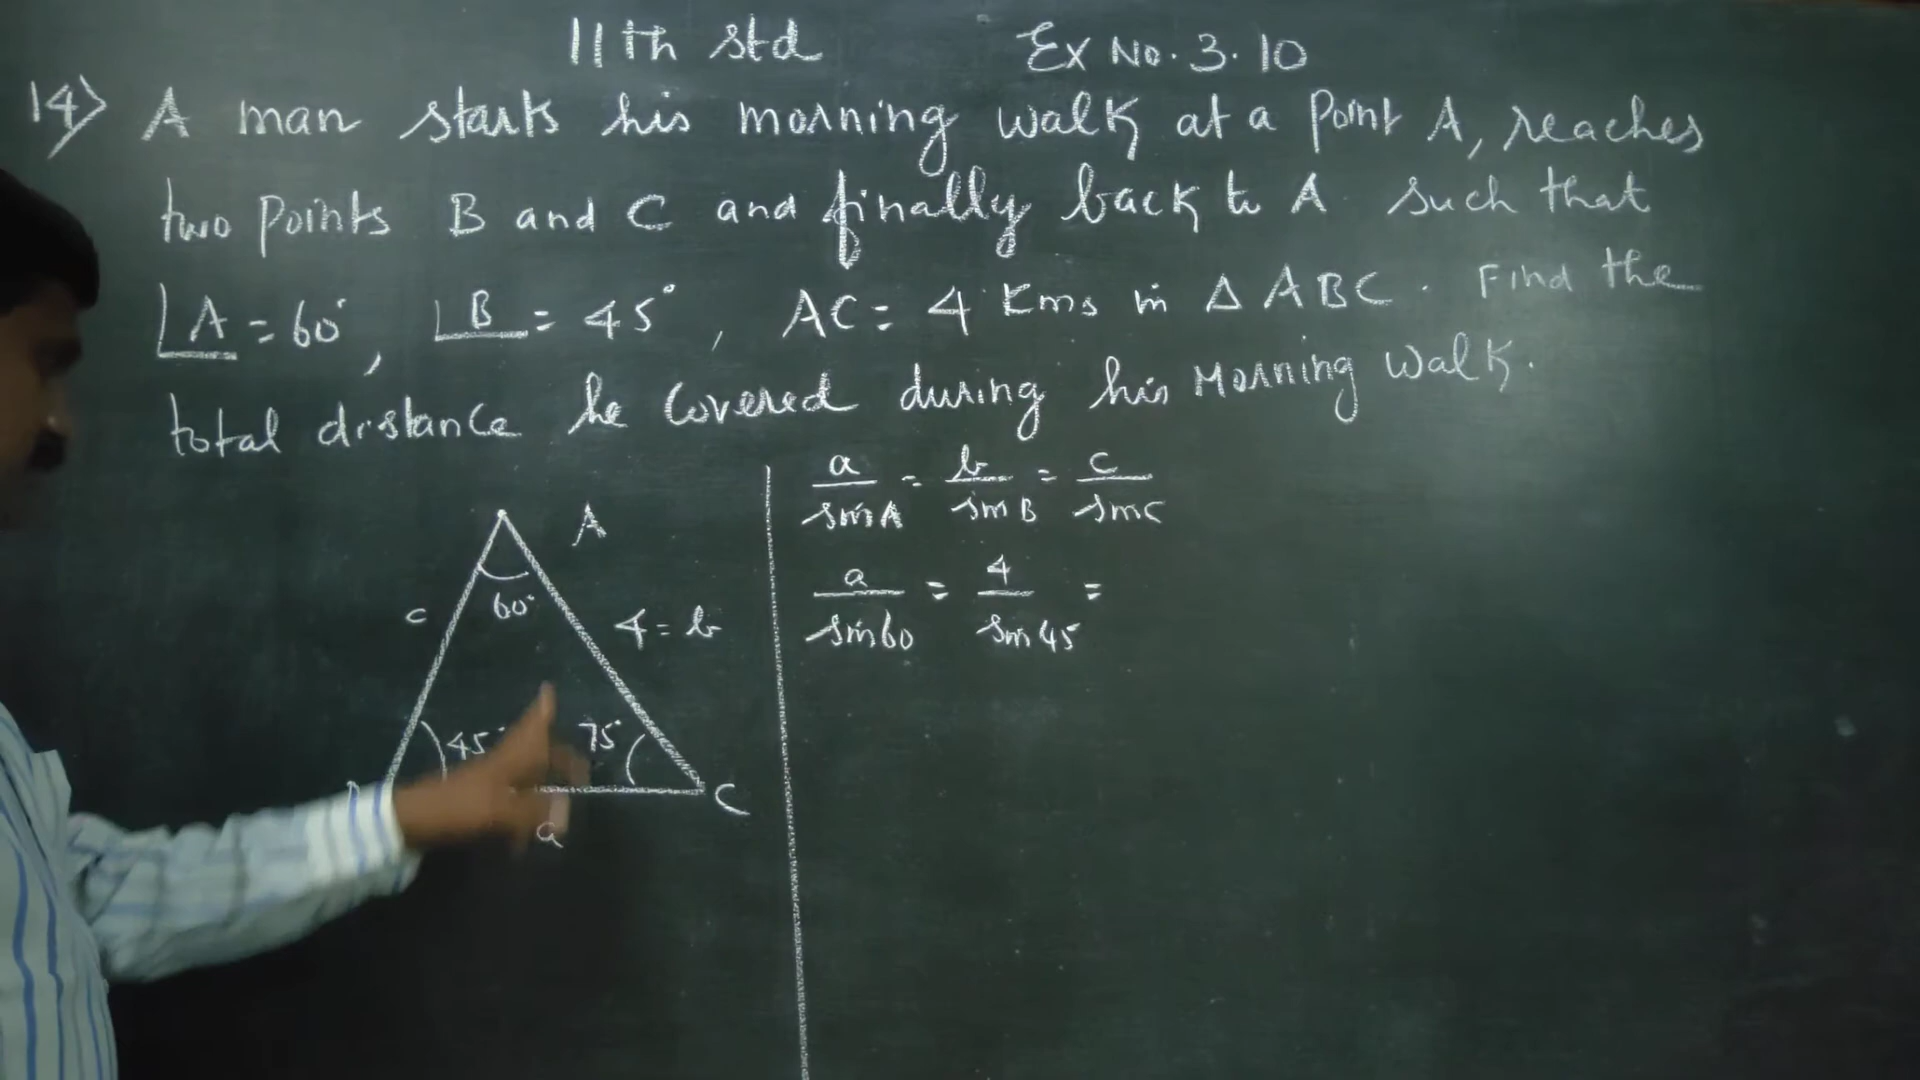 11th std Ex No. 3.10
14) A man starts his morning walk at a point A, reaches
two points B and C and finally back to A such that
∠A = 60°, ∠B = 45°, AC = 4 Kms in Δ ABC. Find the
total distance he covered during his Morning walk.
a/sinA = b/sinB = c/sinC
a/sin60 = 4/sin45 =
A
60°
c
4 = b
45°
75°
C
a